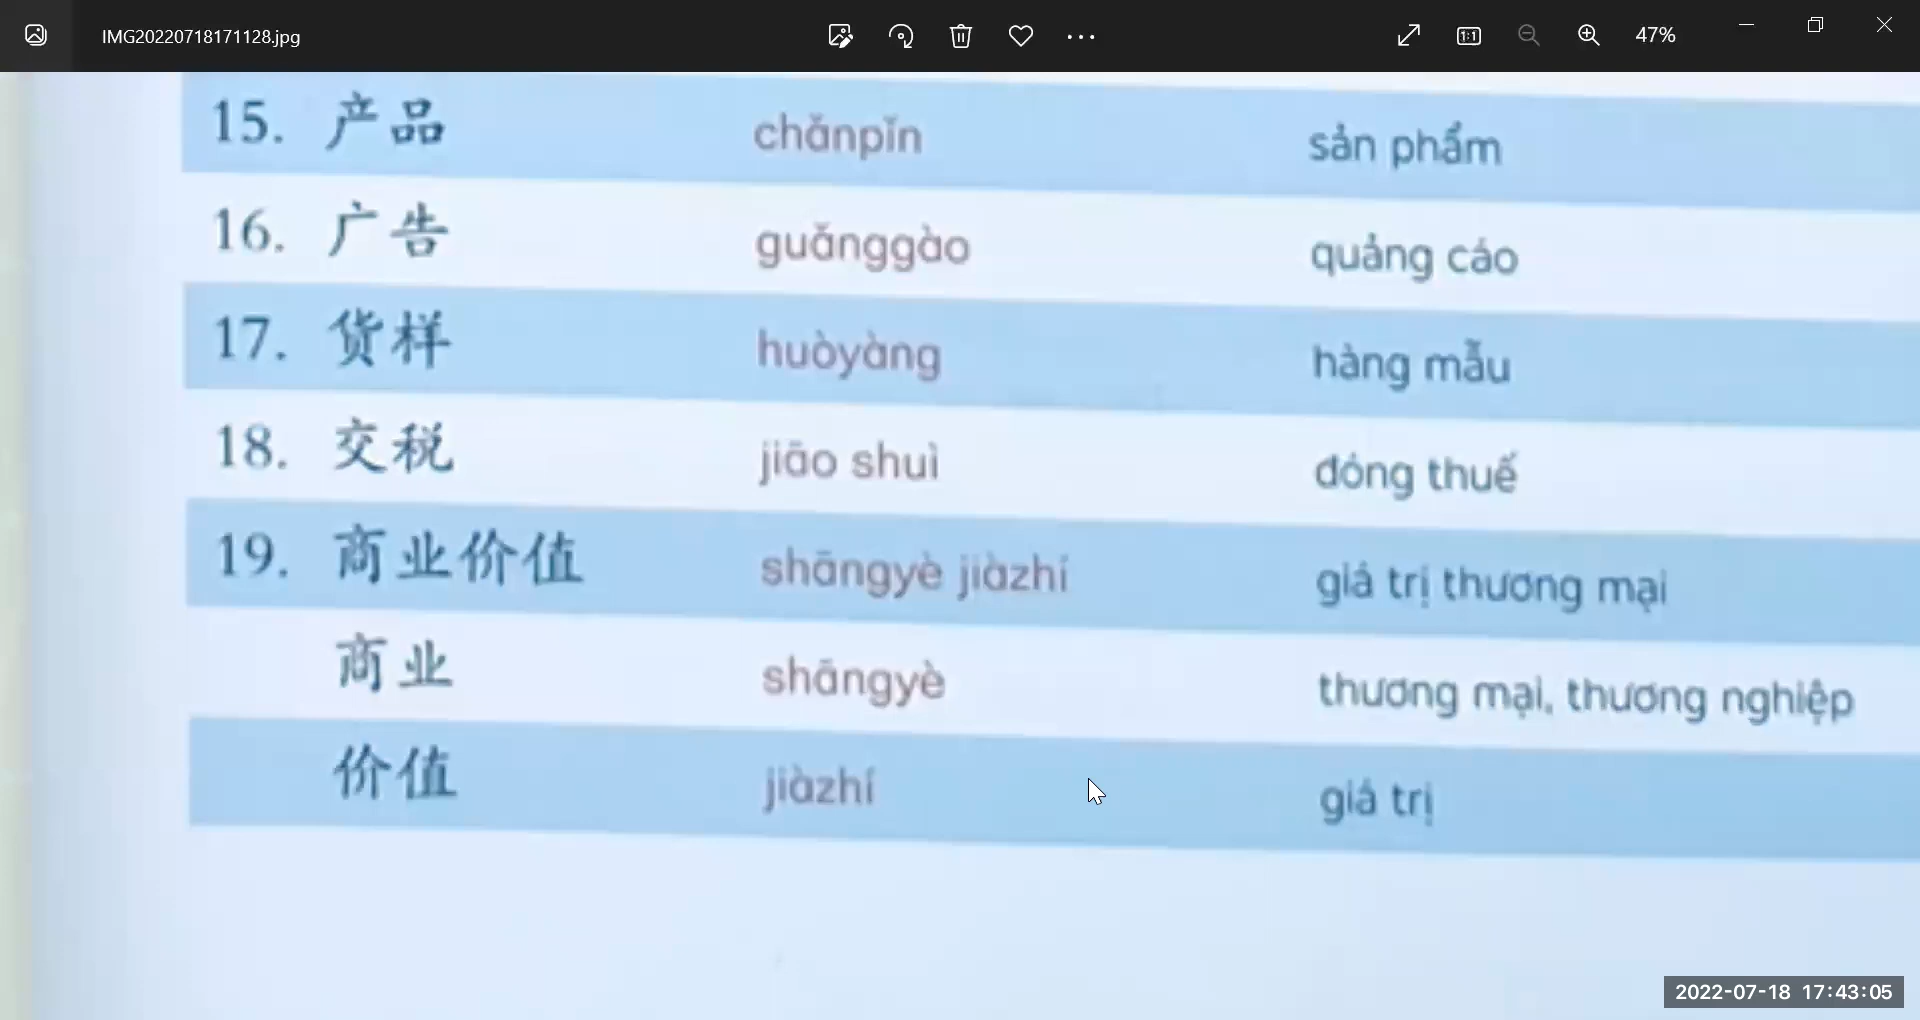 IMG20220718171128.jpg 47%
15. 产品 chǎnpǐn sản phẩm
16. 广告 guǎnggào quảng cáo
17. 货样 huòyàng hàng mẫu
18. 交税 jiāo shuì đóng thuế
19. 商业价值 shāngyè jiàzhí giá trị thương mại
商业 shāngyè thương mại, thương nghiệp
价值 jiàzhí giá trị
2022-07-18 17:43:05